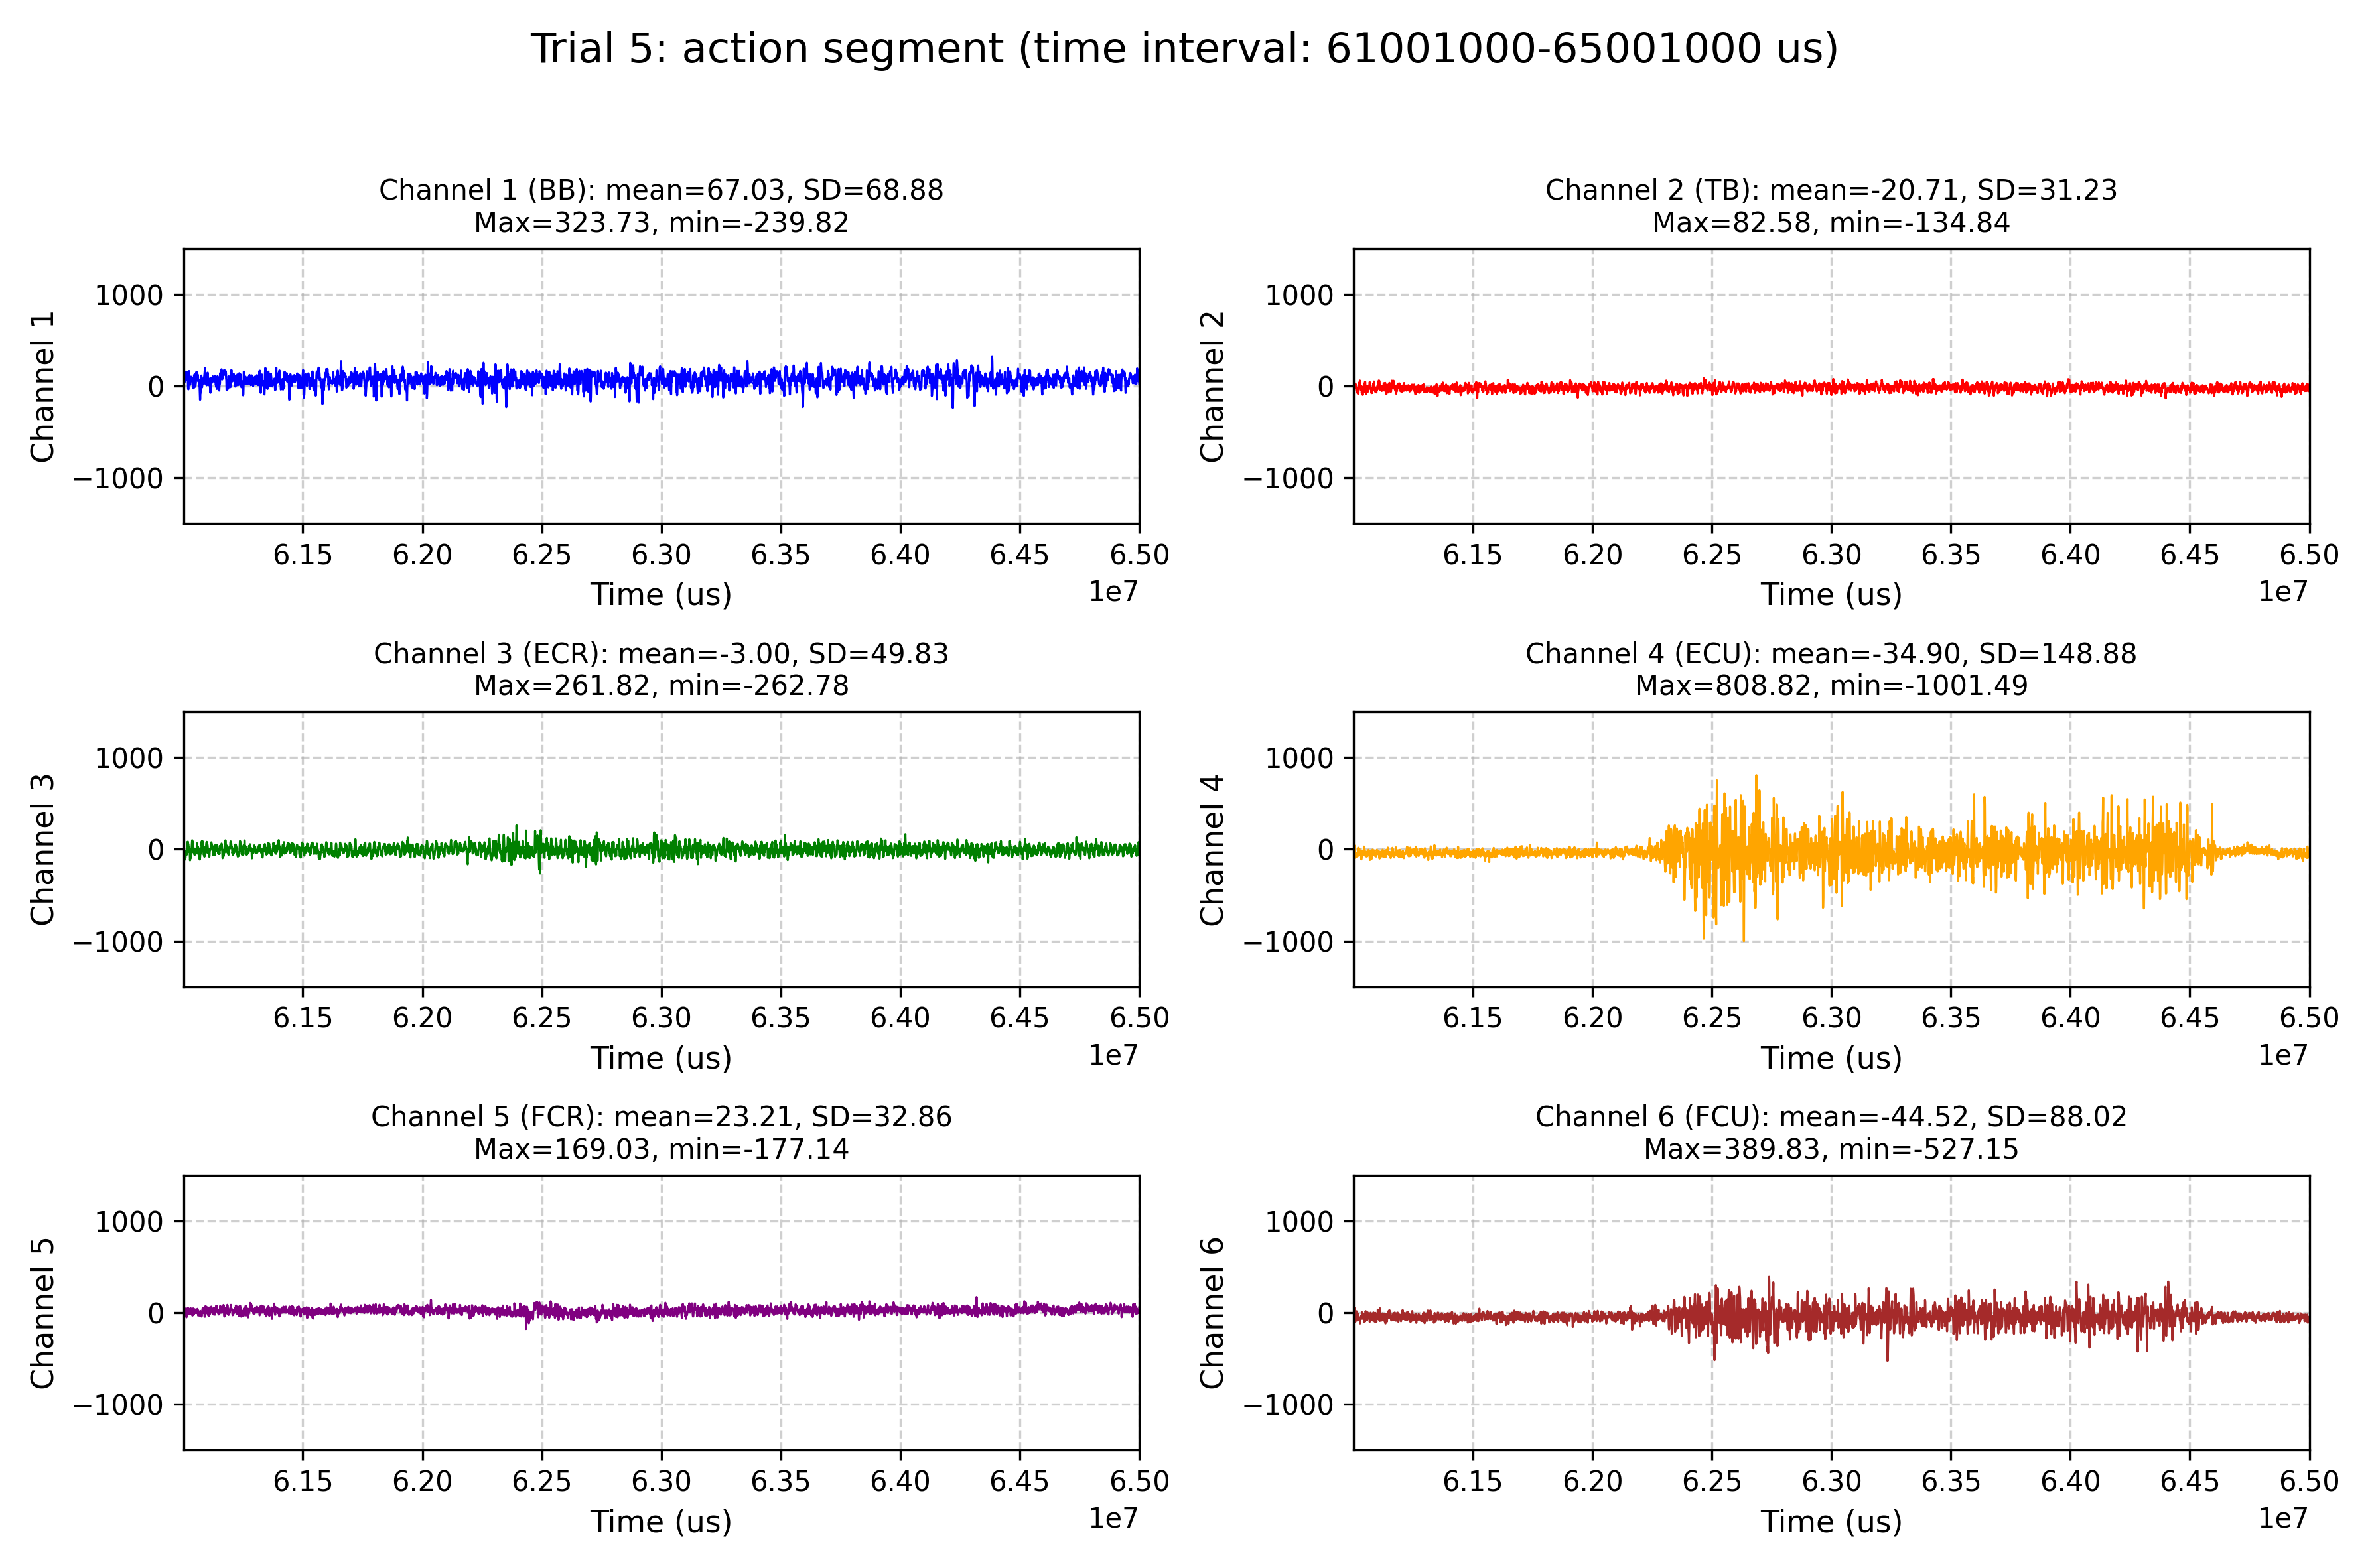 Trial 5: action segment (time interval: 61001000-65001000 us)
Channel 1 (BB): mean=67.03, SD=68.88
Max=323.73, min=-239.82
Channel 1
1000
0
−1000
6.15 6.20 6.25 6.30 6.35 6.40 6.45 6.50
Time (us)
1e7
Channel 2 (TB): mean=-20.71, SD=31.23
Max=82.58, min=-134.84
Channel 2
1000
0
−1000
6.15 6.20 6.25 6.30 6.35 6.40 6.45 6.50
Time (us)
1e7
Channel 3 (ECR): mean=-3.00, SD=49.83
Max=261.82, min=-262.78
Channel 3
1000
0
−1000
6.15 6.20 6.25 6.30 6.35 6.40 6.45 6.50
Time (us)
1e7
Channel 4 (ECU): mean=-34.90, SD=148.88
Max=808.82, min=-1001.49
Channel 4
1000
0
−1000
6.15 6.20 6.25 6.30 6.35 6.40 6.45 6.50
Time (us)
1e7
Channel 5 (FCR): mean=23.21, SD=32.86
Max=169.03, min=-177.14
Channel 5
1000
0
−1000
6.15 6.20 6.25 6.30 6.35 6.40 6.45 6.50
Time (us)
1e7
Channel 6 (FCU): mean=-44.52, SD=88.02
Max=389.83, min=-527.15
Channel 6
1000
0
−1000
6.15 6.20 6.25 6.30 6.35 6.40 6.45 6.50
Time (us)
1e7